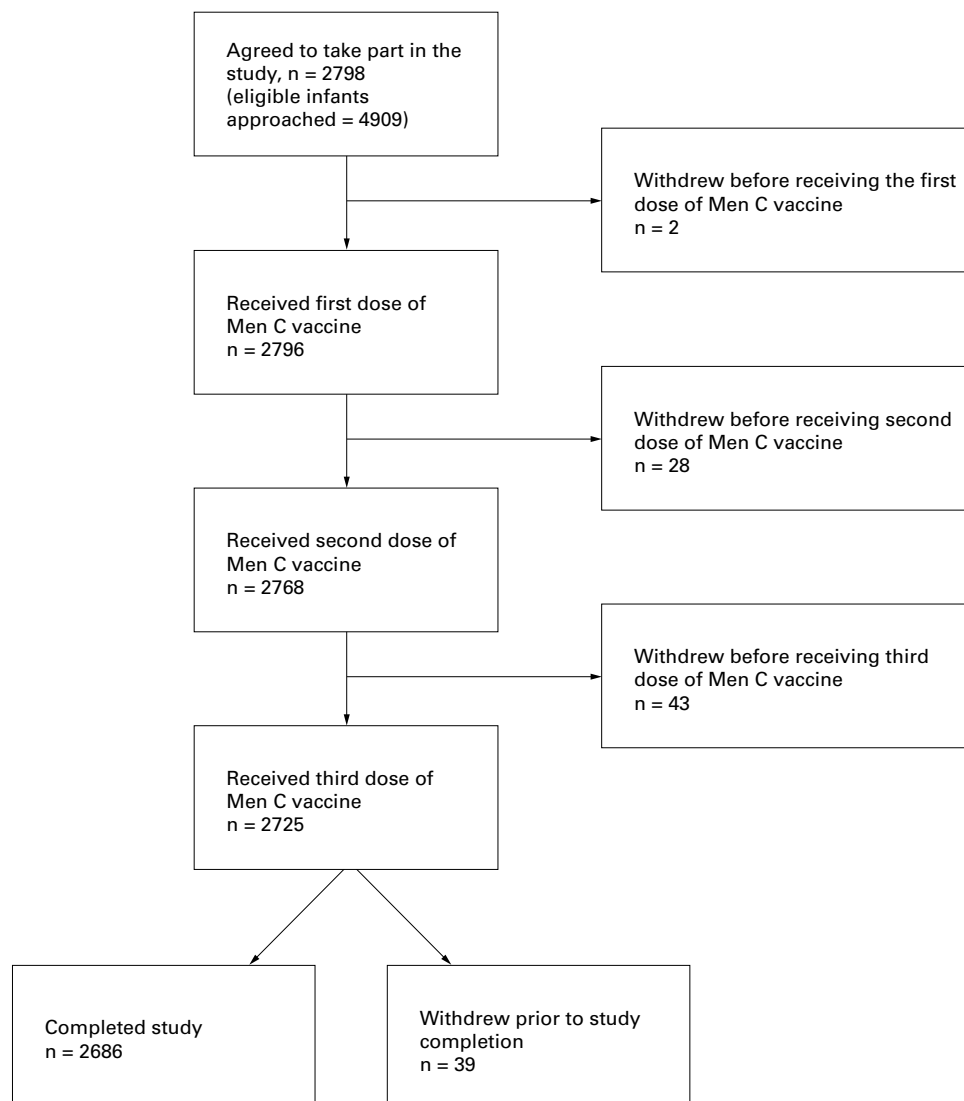 Agreed to take part in the
study, n = 2798
(eligible infants
approached = 4909)
Withdrew before receiving the first
dose of Men C vaccine
n = 2
Received first dose of
Men C vaccine
n = 2796
Withdrew before receiving second
dose of Men C vaccine
n = 28
Received second dose of
Men C vaccine
n = 2768
Withdrew before receiving third
dose of Men C vaccine
n = 43
Received third dose of
Men C vaccine
n = 2725
Completed study
n = 2686
Withdrew prior to study
completion
n = 39